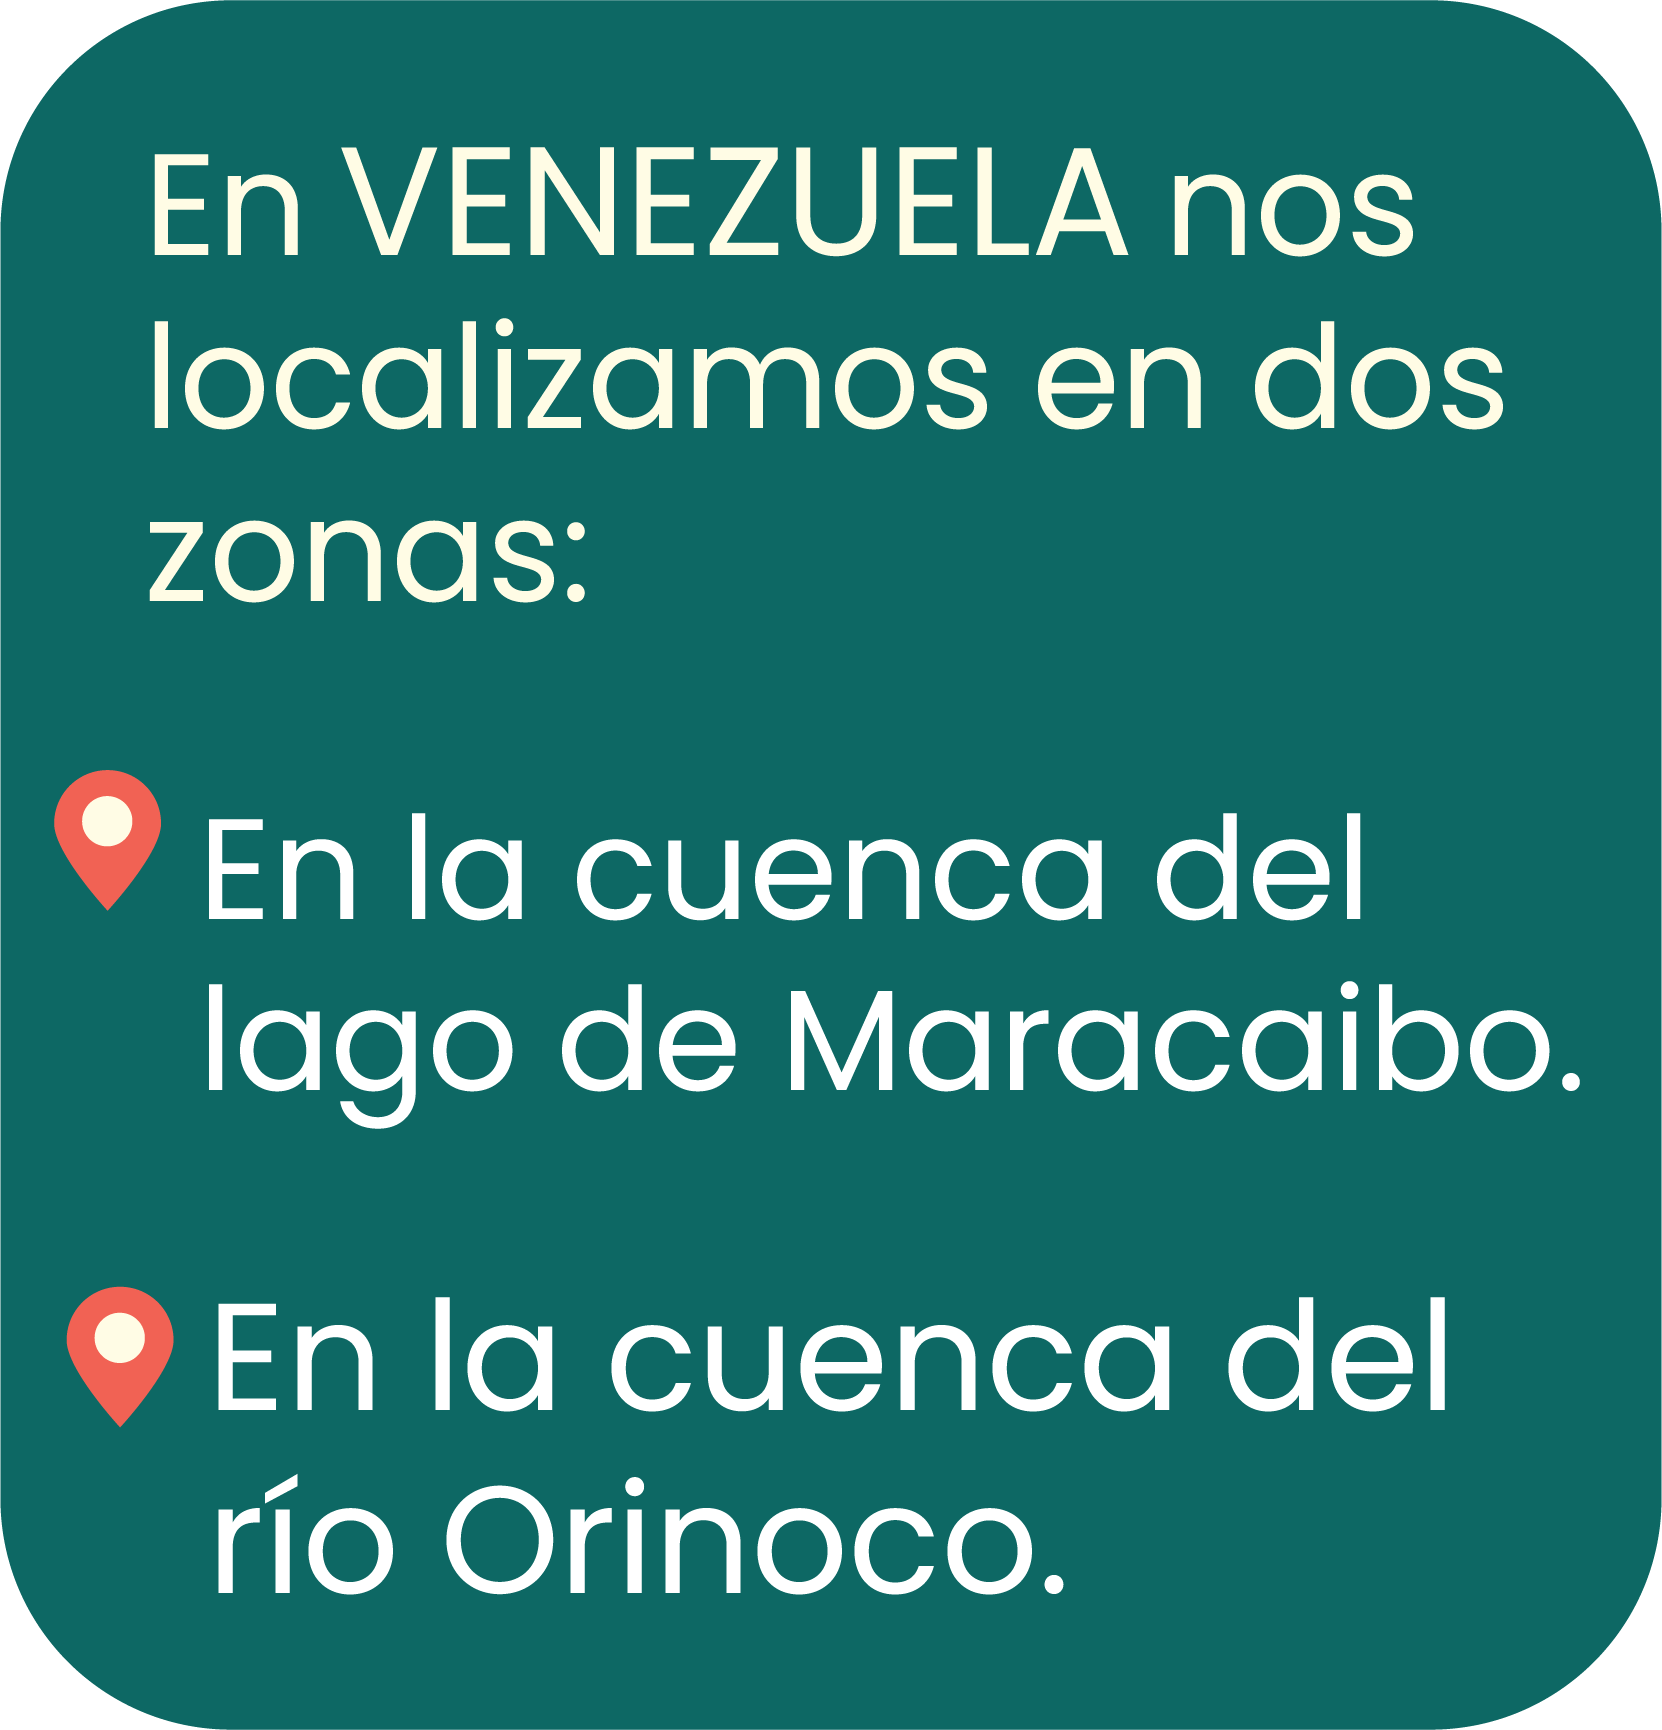 En VENEZUELA nos
localizamos en dos
zonas:
En la cuenca del
lago de Maracaibo.
En la cuenca del
río Orinoco.